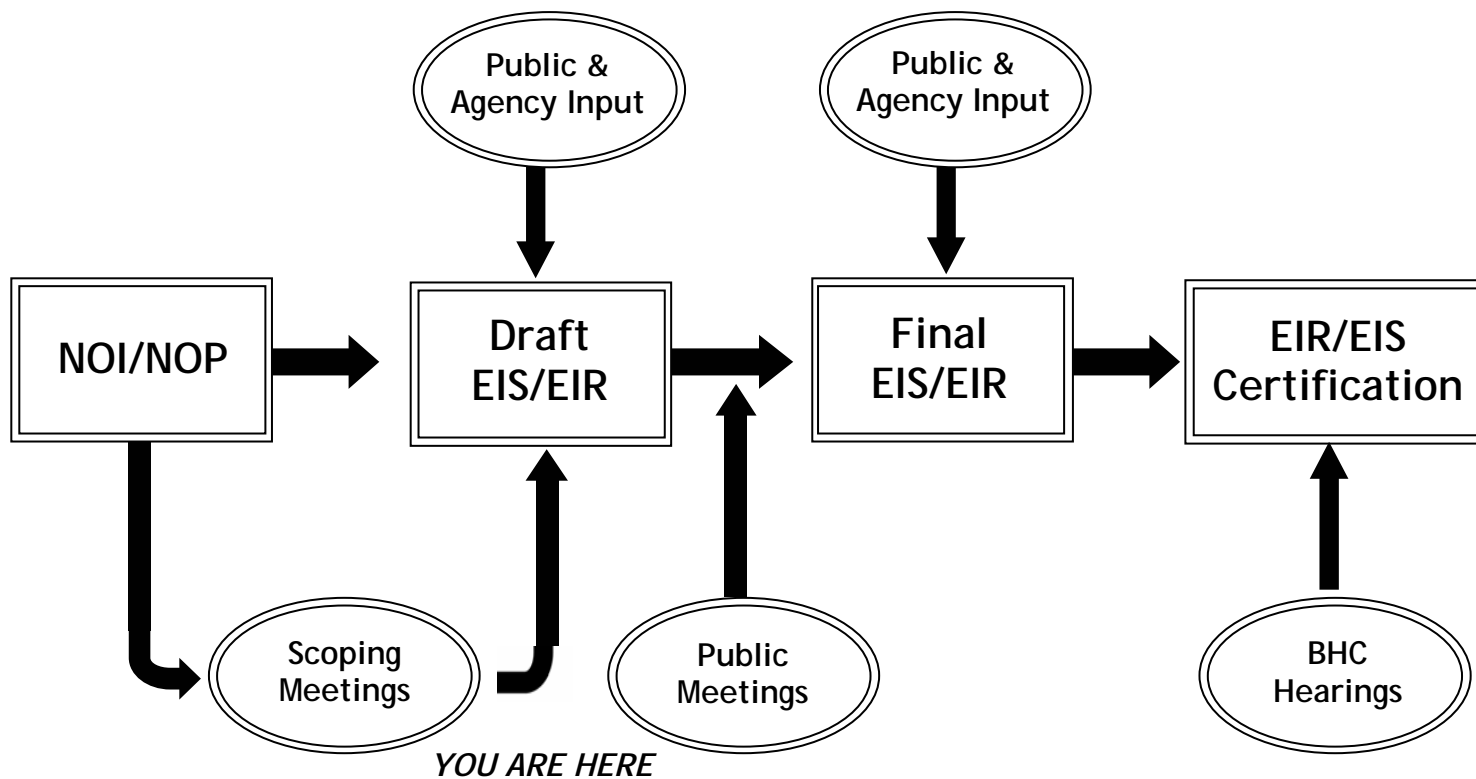 Public &
Agency Input
Public &
Agency Input
NOI/NOP
Draft
EIS/EIR
Final
EIS/EIR
EIR/EIS
Certification
Scoping
Meetings
Public
Meetings
BHC
Hearings
YOU ARE HERE